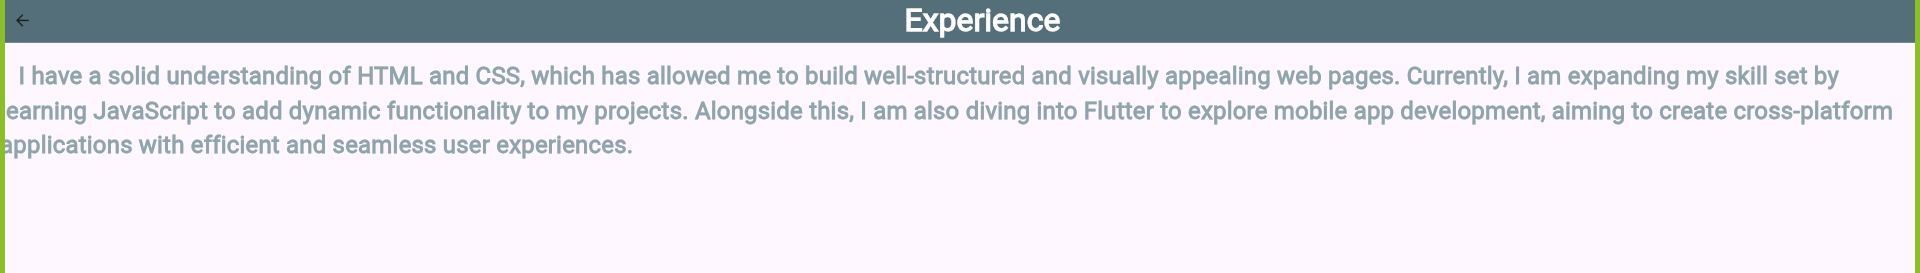 Experience
I have a solid understanding of HTML and CSS, which has allowed me to build well-structured and visually appealing web pages. Currently, I am expanding my skill set by
earning JavaScript to add dynamic functionality to my projects. Alongside this, I am also diving into Flutter to explore mobile app development, aiming to create cross-platform
applications with efficient and seamless user experiences.